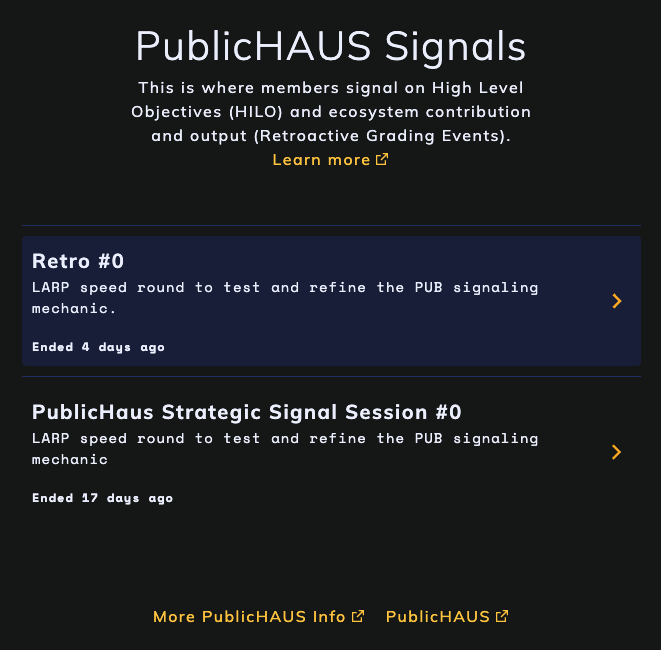 PublicHAUS Signals
This is where members signal on High Level
Objectives (HILO) and ecosystem contribution
and output (Retroactive Grading Events).
Learn more
Retro #0
LARP speed round to test and refine the PUB signaling
mechanic.
Ended 4 days ago
PublicHaus Strategic Signal Session #0
LARP speed round to test and refine the PUB signaling
mechanic
Ended 17 days ago
More PublicHAUS Info PublicHAUS